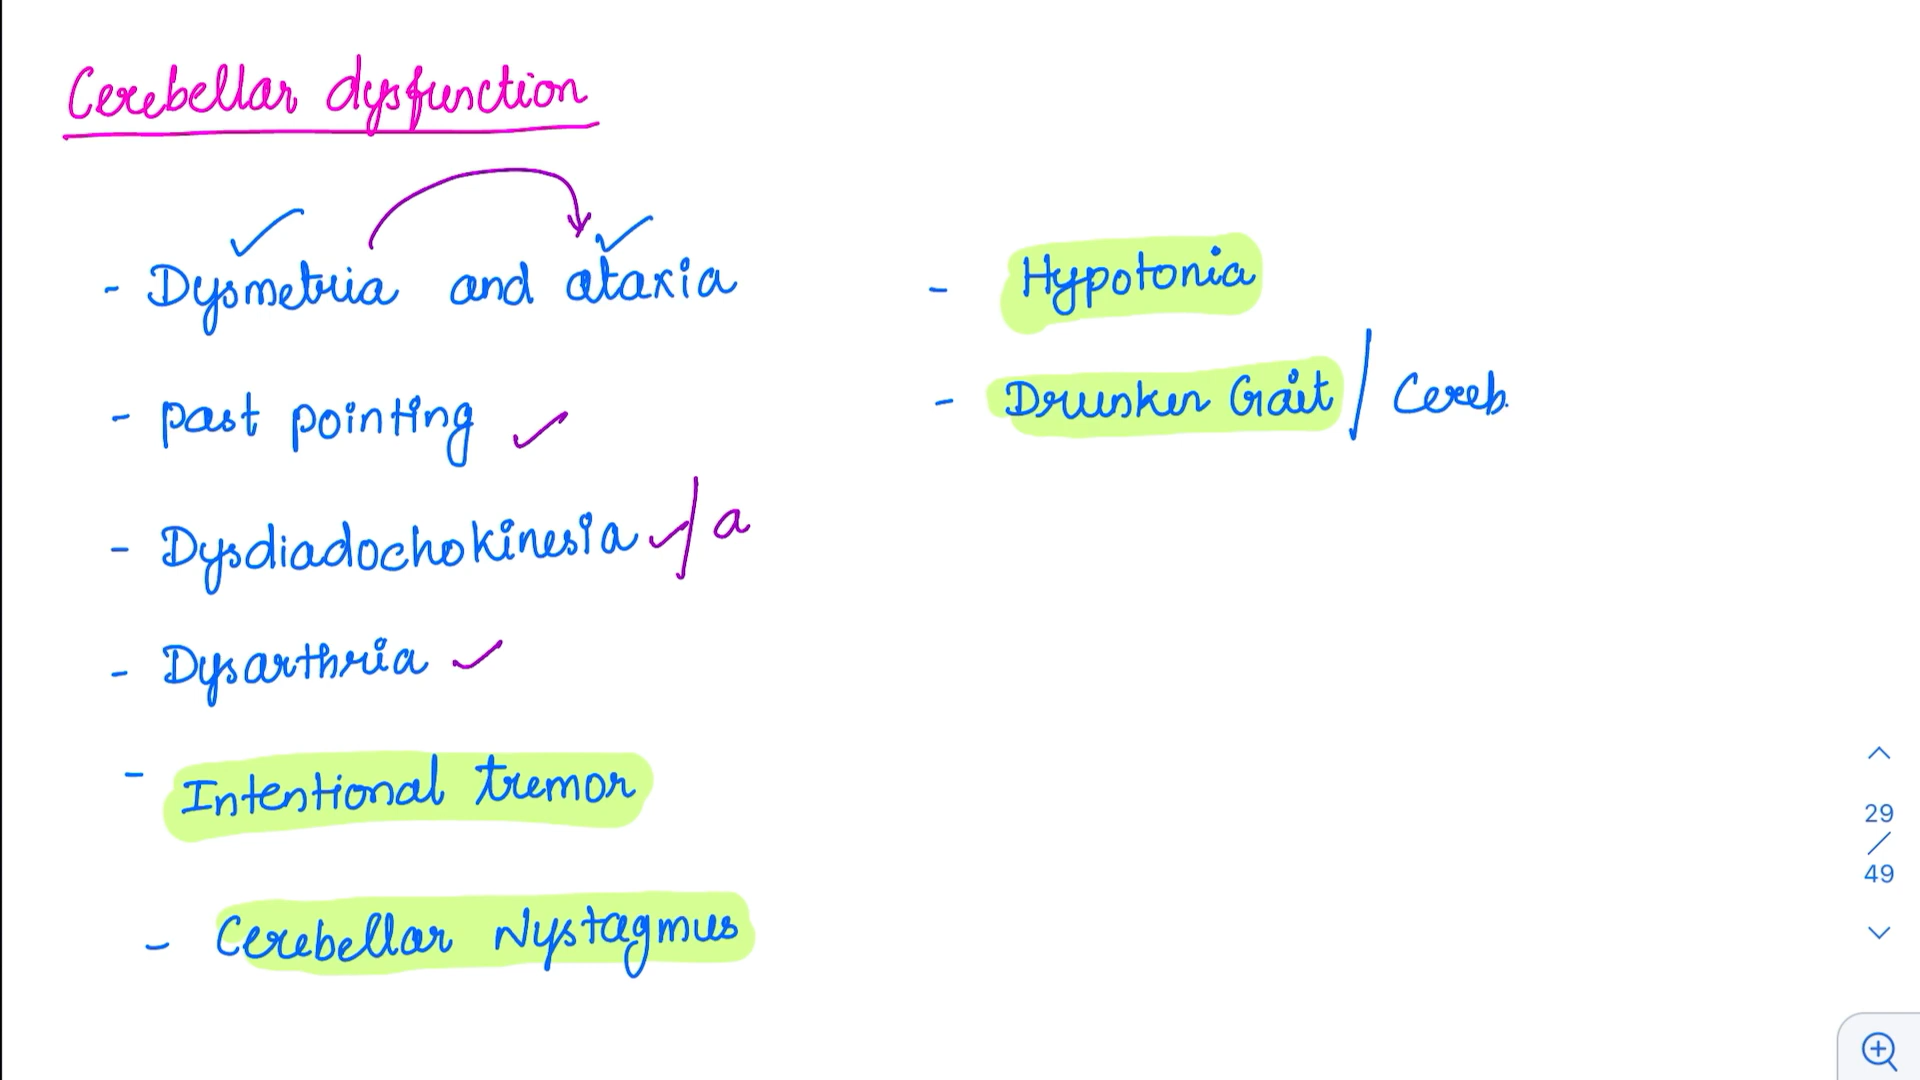 Cerebellar dysfunction
- Dysmetria and ataxia
- past pointing
- Dysdiadochokinesia / a
- Dysarthria
- Intentional tremor
- Cerebellar Nystagmus
- Hypotonia
- Drunken Gait / Cereb.
29
/
49